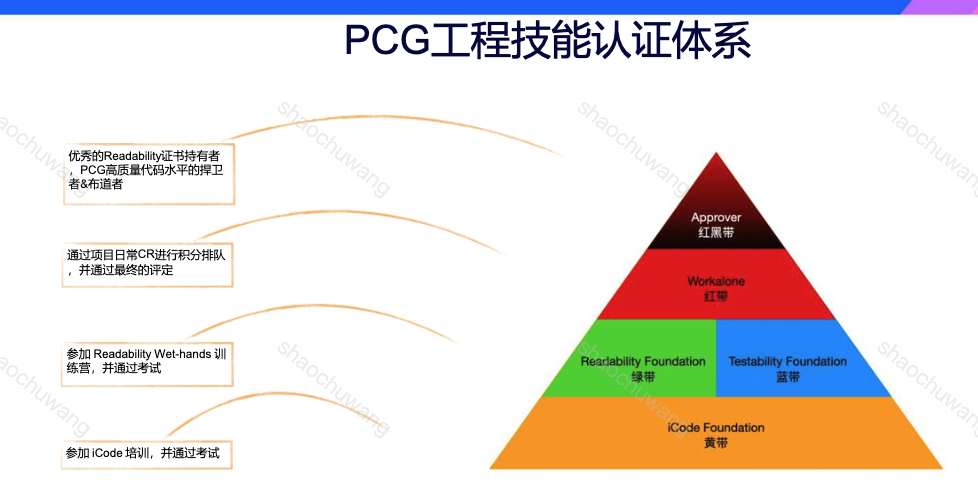 PCG工程技能认证体系
优秀的Readability证书持有者
，PCG高质量代码水平的捍卫
者&布道者
通过项目日常CR进行积分排队
，并通过最终的评定
参加 Readability Wet-hands 训
练营，并通过考试
参加 iCode 培训，并通过考试
Approver
红黑带
Workalone
红带
Readability Foundation
绿带
Testability Foundation
蓝带
iCode Foundation
黄带
shaochuwang
shaochuwang
shaochuwang
shaochuwang
shaochuwang
shaochuwang
shaochuwang
shaochuwang